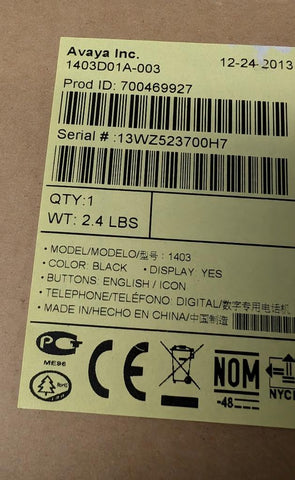 Avaya Inc.
1403D01A-003 12-24-2013
Prod ID: 700469927
Serial # :13WZ523700H7
QTY:1
WT: 2.4 LBS
• MODEL/MODELO/型号: 1403
• COLOR BLACK • DISPLAY YES
• BUTTONS ENGLISH / ICON
• TELEPHONE/TELÉFONO DIGITAL/数字专用电话机
• MADE IN/HECHO EN CHINA/中国制造
PC
ME96
CE
NOM
-48-
NYCE